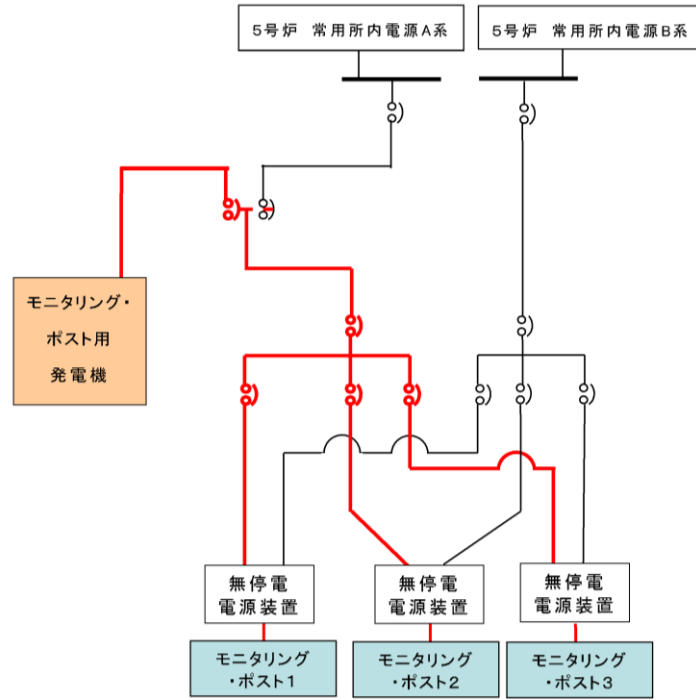 5号炉 常用所内電源A系
5号炉 常用所内電源B系
モニタリング・
ポスト用
発電機
無停電
電源装置
無停電
電源装置
無停電
電源装置
モニタリング
・ポスト1
モニタリング
・ポスト2
モニタリング
・ポスト3